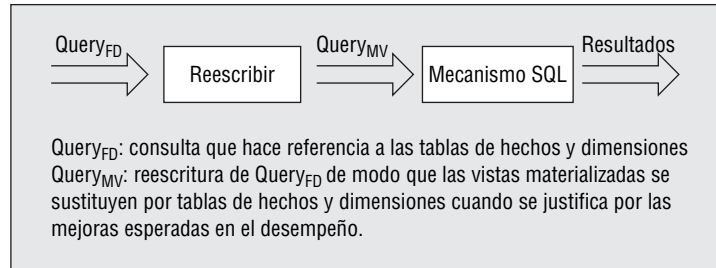 Query_FD Query_MV Resultados
Reescribir Mecanismo SQL
Query_FD: consulta que hace referencia a las tablas de hechos y dimensiones
Query_MV: reescritura de Query_FD de modo que las vistas materializadas se
sustituyen por tablas de hechos y dimensiones cuando se justifica por las
mejoras esperadas en el desempeño.